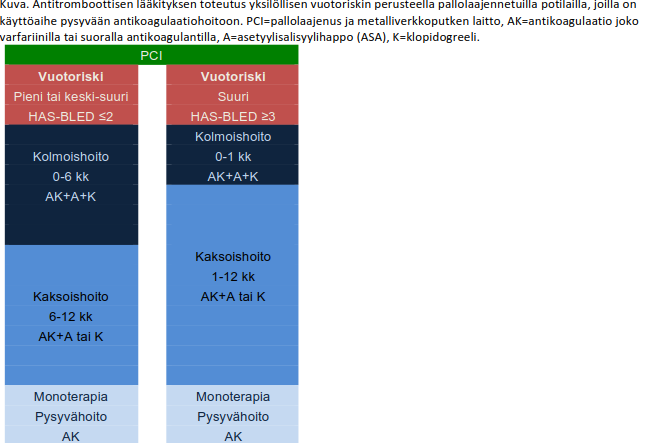 Kuva. Antitromboottisen lääkityksen toteutus yksilöllisen vuotoriskin perusteella pallolaajennetuilla potilailla, joilla on
käyttöaihe pysyvään antikoagulaatiohoitoon. PCI=pallolaajenus ja metalliverkkoputken laitto, AK=antikoagulaatio joko
varfariinilla tai suoralla antikoagulantilla, A=asetyylisalisyylihappo (ASA), K=klopidogreeli.
PCI
Vuotoriski
Pieni tai keski-suuri
HAS-BLED ≤2
Kolmoishoito
0-6 kk
AK+A+K
Kaksoishoito
6-12 kk
AK+A tai K
Monoterapia
Pysyvähoito
AK
Vuotoriski
Suuri
HAS-BLED ≥3
Kolmoishoito
0-1 kk
AK+A+K
Kaksoishoito
1-12 kk
AK+A tai K
Monoterapia
Pysyvähoito
AK